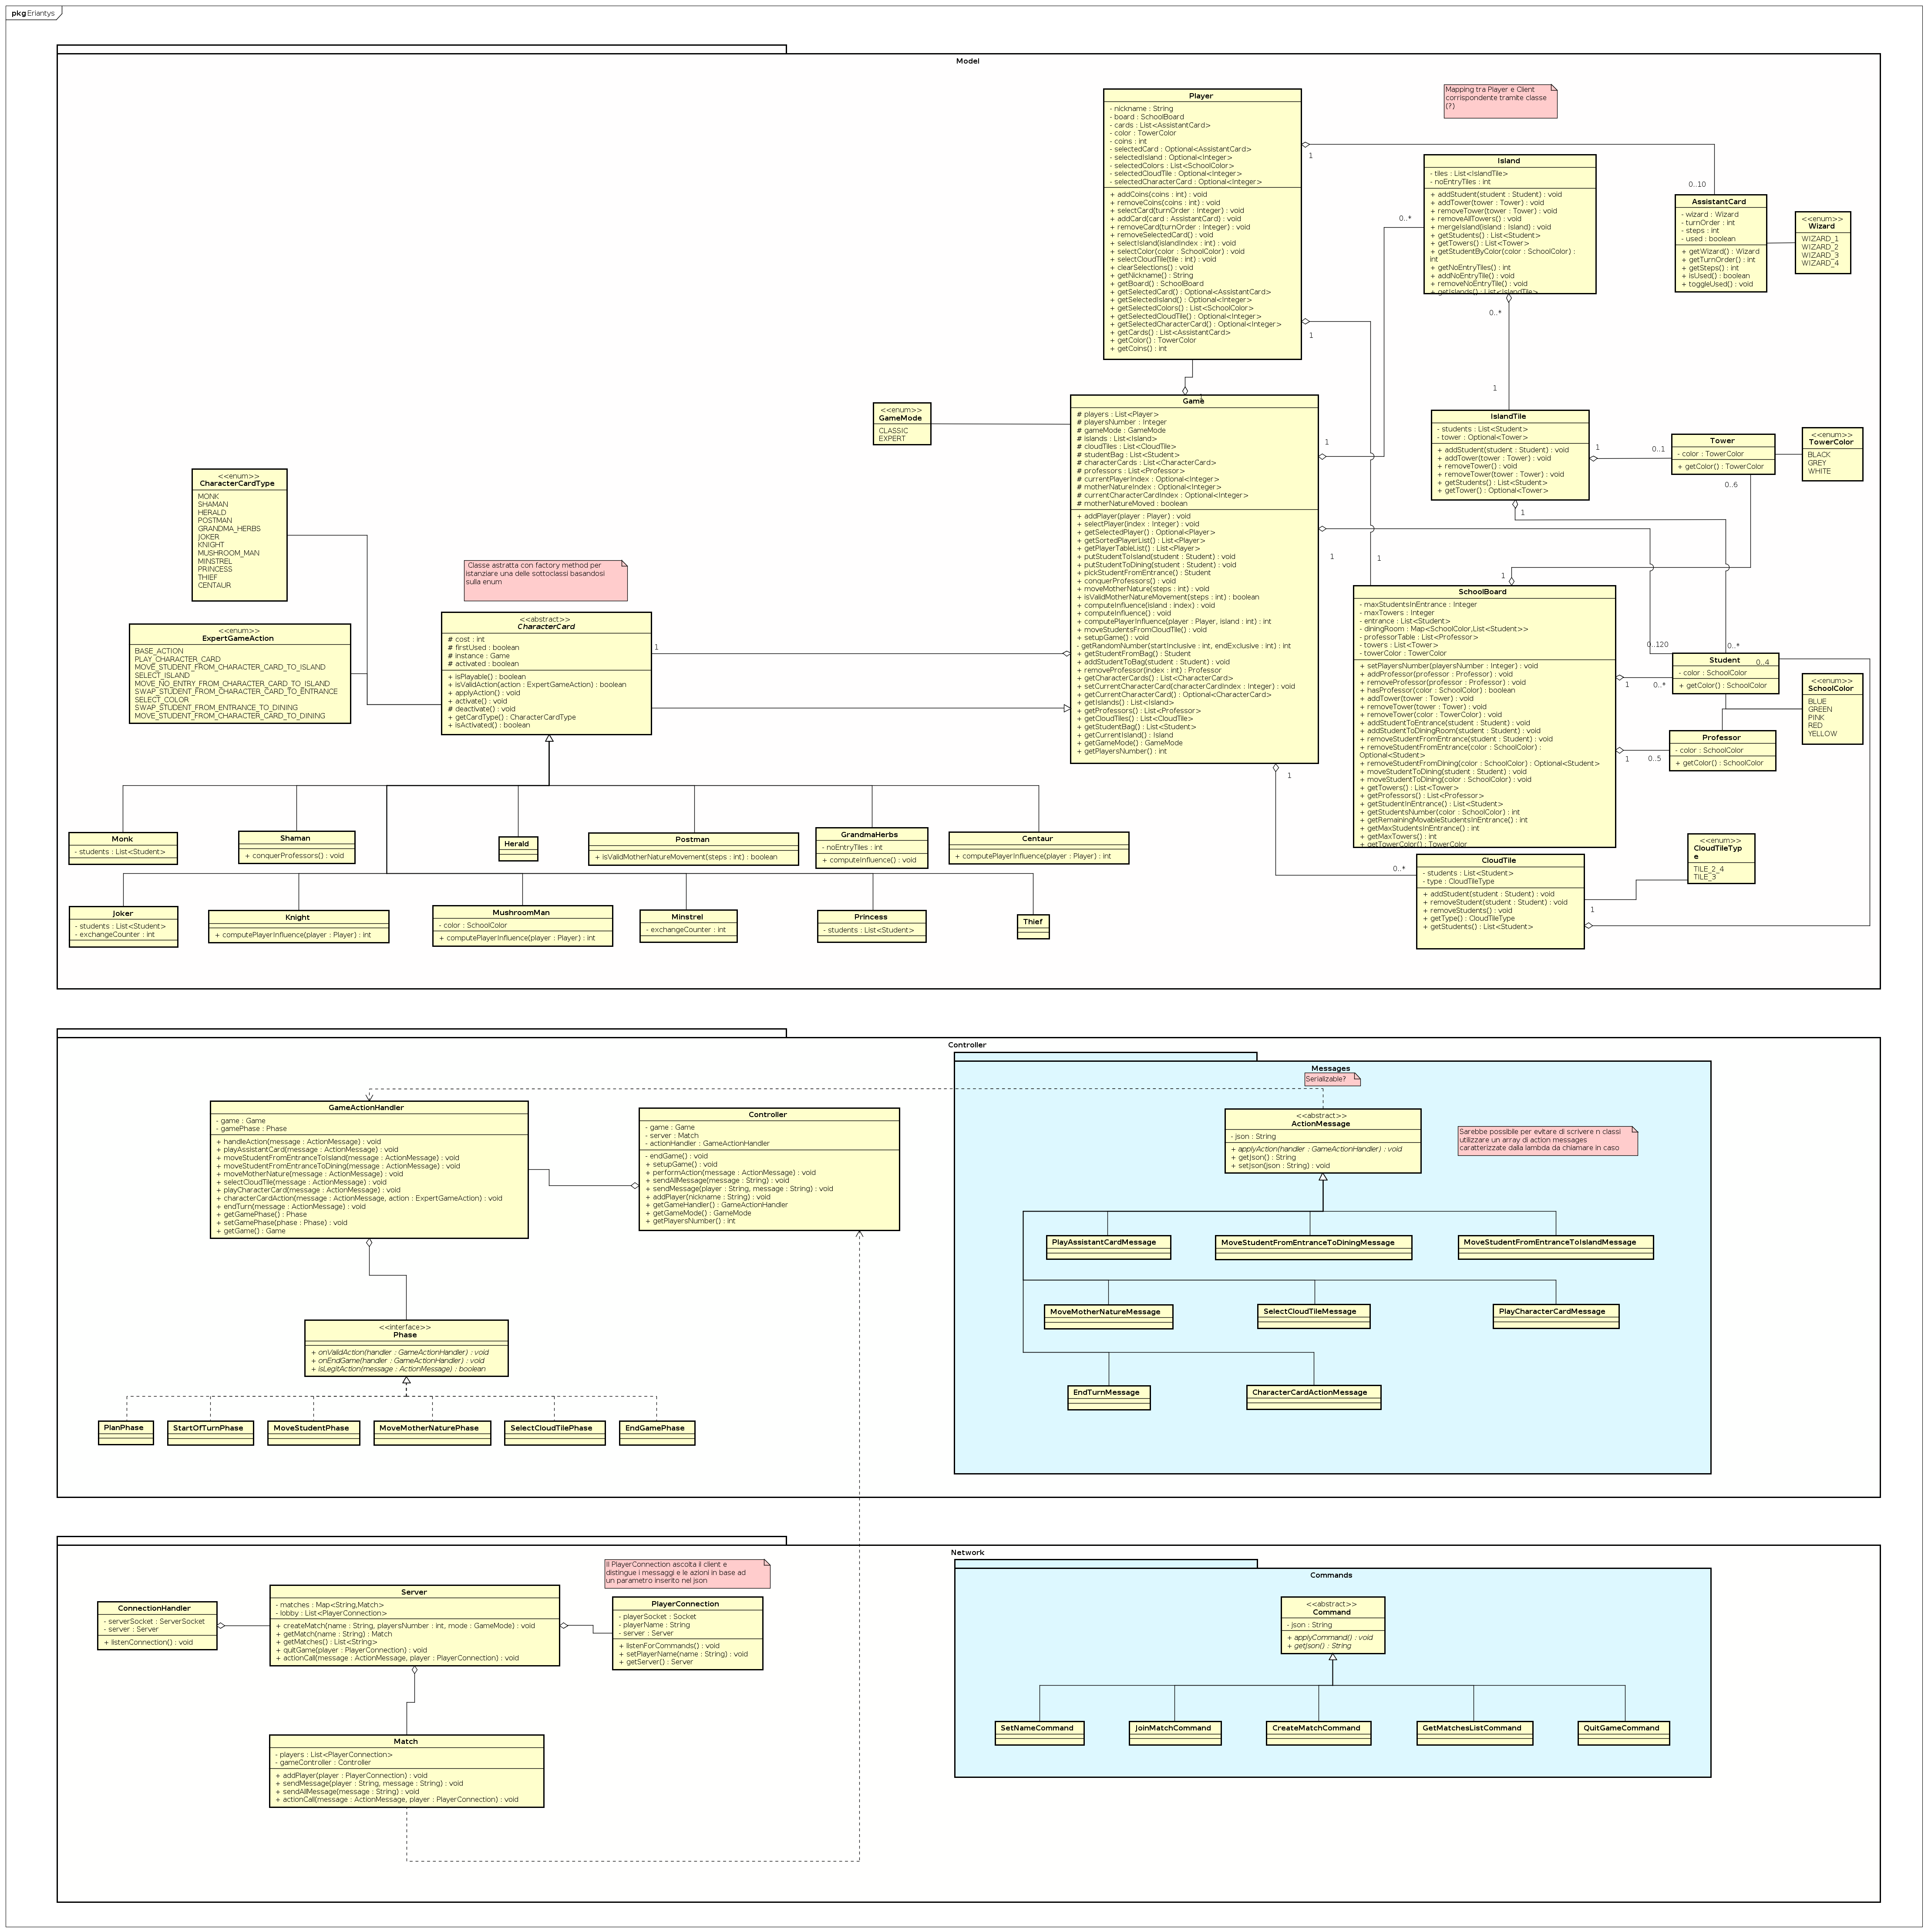 pkg Eriantys
Model
Player
- nickname : String
- board : SchoolBoard
- cards : List<AssistantCard>
- color : TowerColor
- coins : int
- selectedCard : Optional<AssistantCard>
- selectedIsland : Optional<Integer>
- selectedColors : List<SchoolColor>
- selectedCloudTile : Optional<Integer>
- selectedCharacterCard : Optional<Integer>
+ addCoins(coins : int) : void
+ removeCoins(coins : int) : void
+ selectCard(turnOrder : Integer) : void
+ addCard(card : AssistantCard) : void
+ removeCard(turnOrder : Integer) : void
+ removeSelectedCard() : void
+ selectIsland(islandIndex : int) : void
+ selectColor(color : SchoolColor) : void
+ selectCloudTile(tile : int) : void
+ clearSelections() : void
+ getNickname() : String
+ getBoard() : SchoolBoard
+ getSelectedCard() : Optional<AssistantCard>
+ getSelectedIsland() : Optional<Integer>
+ getSelectedColors() : List<SchoolColor>
+ getSelectedCloudTile() : Optional<Integer>
+ getSelectedCharacterCard() : Optional<Integer>
+ getCards() : List<AssistantCard>
+ getColor() : TowerColor
+ getCoins() : int
Mapping tra Player e Client
corrispondente tramite classe
(?)
1
0..10
1
Island
- tiles : List<IslandTile>
- noEntryTiles : int
+ addStudent(student : Student) : void
+ addTower(tower : Tower) : void
+ removeTower(tower : Tower) : void
+ removeAllTowers() : void
+ mergeIsland(island : Island) : void
+ getStudents() : List<Student>
+ getTowers() : List<Tower>
+ getStudentByColor(color : SchoolColor) :
int
+ getNoEntryTiles() : int
+ addNoEntryTile() : void
+ removeNoEntryTile() : void
+ getIslands() : List<IslandTile>
0..*
0..*
1
AssistantCard
- wizard : Wizard
- turnOrder : int
- steps : int
- used : boolean
+ getWizard() : Wizard
+ getTurnOrder() : int
+ getSteps() : int
+ isUsed() : boolean
+ toggleUsed() : void
<<enum>>
Wizard
WIZARD_1
WIZARD_2
WIZARD_3
WIZARD_4
<<enum>>
GameMode
CLASSIC
EXPERT
1
Game
# players : List<Player>
# playersNumber : Integer
# gameMode : GameMode
# islands : List<Island>
# cloudTiles : List<CloudTile>
# studentBag : List<Student>
# characterCards : List<CharacterCard>
# professors : List<Professor>
# currentPlayerIndex : Optional<Integer>
# motherNatureIndex : Optional<Integer>
# currentCharacterCardIndex : Optional<Integer>
# motherNatureMoved : boolean
+ addPlayer(player : Player) : void
+ selectPlayer(index : Integer) : void
+ getSelectedPlayer() : Optional<Player>
+ getSortedPlayerList() : List<Player>
+ getPlayerTableList() : List<Player>
+ putStudentToIsland(student : Student) : void
+ putStudentToDining(student : Student) : void
+ pickStudentFromEntrance() : Student
+ conquerProfessors() : void
+ moveMotherNature(steps : int) : void
+ isValidMotherNatureMovement(steps : int) : boolean
+ computeInfluence(island : index) : void
+ computeInfluence() : void
+ computePlayerInfluence(player : Player, island : int) : int
+ moveStudentsFromCloudTile() : void
+ setupGame() : void
- getRandomNumber(startInclusive : int, endExclusive : int) : int
+ getStudentFromBag() : Student
+ addStudentToBag(student : Student) : void
+ removeProfessor(index : int) : Professor
+ getCharacterCards() : List<CharacterCard>
+ setCurrentCharacterCard(characterCardIndex : Integer) : void
+ getCurrentCharacterCard() : Optional<CharacterCard>
+ getIslands() : List<Island>
+ getProfessors() : List<Professor>
+ getCloudTiles() : List<CloudTile>
+ getStudentBag() : List<Student>
+ getCurrentIsland() : Island
+ getGameMode() : GameMode
+ getPlayersNumber() : int
1
1
1
1
IslandTile
- students : List<Student>
- tower : Optional<Tower>
+ addStudent(student : Student) : void
+ addTower(tower : Tower) : void
+ removeTower() : void
+ removeTower(tower : Tower) : void
+ getStudents() : List<Student>
+ getTower() : Optional<Tower>
1
0..1
1
Tower
- color : TowerColor
+ getColor() : TowerColor
0..6
<<enum>>
TowerColor
BLACK
GREY
WHITE
<<enum>>
CharacterCardType
MONK
SHAMAN
HERALD
POSTMAN
GRANDMA_HERBS
JOKER
KNIGHT
MUSHROOM_MAN
MINSTREL
PRINCESS
THIEF
CENTAUR
Classe astratta con factory method per
istanziare una delle sottoclassi basandosi
sulla enum
<<enum>>
ExpertGameAction
BASE_ACTION
PLAY_CHARACTER_CARD
MOVE_STUDENT_FROM_CHARACTER_CARD_TO_ISLAND
SELECT_ISLAND
MOVE_NO_ENTRY_FROM_CHARACTER_CARD_TO_ISLAND
SWAP_STUDENT_FROM_CHARACTER_CARD_TO_ENTRANCE
SELECT_COLOR
SWAP_STUDENT_FROM_ENTRANCE_TO_DINING
MOVE_STUDENT_FROM_CHARACTER_CARD_TO_DINING
<<abstract>>
CharacterCard
# cost : int
# firstUsed : boolean
# instance : Game
# activated : boolean
+ isPlayable() : boolean
+ isValidAction(action : ExpertGameAction) : boolean
+ applyAction() : void
+ activate() : void
# deactivate() : void
+ getCardType() : CharacterCardType
+ isActivated() : boolean
1
1
SchoolBoard
- maxStudentsInEntrance : Integer
- maxTowers : Integer
- entrance : List<Student>
- diningRoom : Map<SchoolColor,List<Student>>
- professorTable : List<Professor>
- towers : List<Tower>
- towerColor : TowerColor
+ setPlayersNumber(playersNumber : Integer) : void
+ addProfessor(professor : Professor) : void
+ removeProfessor(professor : Professor) : void
+ hasProfessor(color : SchoolColor) : boolean
+ addTower(tower : Tower) : void
+ removeTower(tower : Tower) : void
+ removeTower(color : TowerColor) : void
+ addStudentToEntrance(student : Student) : void
+ addStudentToDiningRoom(student : Student) : void
+ removeStudentFromEntrance(student : Student) : void
+ removeStudentFromEntrance(color : SchoolColor) :
Optional<Student>
+ removeStudentFromDining(color : SchoolColor) : Optional<Student>
+ moveStudentToDining(student : Student) : void
+ moveStudentToDining(color : SchoolColor) : void
+ getTowers() : List<Tower>
+ getProfessors() : List<Professor>
+ getStudentInEntrance() : List<Student>
+ getStudentsNumber(color : SchoolColor) : int
+ getRemainingMovableStudentsInEntrance() : int
+ getMaxStudentsInEntrance() : int
+ getMaxTowers() : int
+ getTowerColor() : TowerColor
0..120
0..*
0..4
Student
- color : SchoolColor
+ getColor() : SchoolColor
1
0..*
<<enum>>
SchoolColor
BLUE
GREEN
PINK
RED
YELLOW
Professor
- color : SchoolColor
+ getColor() : SchoolColor
1
0..5
Monk
- students : List<Student>
Shaman
+ conquerProfessors() : void
Herald
Postman
+ isValidMotherNatureMovement(steps : int) : boolean
GrandmaHerbs
- noEntryTiles : int
+ computeInfluence() : void
Centaur
+ computePlayerInfluence(player : Player) : int
Joker
- students : List<Student>
- exchangeCounter : int
Knight
+ computePlayerInfluence(player : Player) : int
MushroomMan
- color : SchoolColor
+ computePlayerInfluence(player : Player) : int
Minstrel
- exchangeCounter : int
Princess
- students : List<Student>
Thief
0..*
CloudTile
- students : List<Student>
- type : CloudTileType
+ addStudent(student : Student) : void
+ removeStudent(student : Student) : void
+ removeStudents() : void
+ getType() : CloudTileType
+ getStudents() : List<Student>
1
<<enum>>
CloudTileTyp
e
TILE_2_4
TILE_3
Controller
GameActionHandler
- game : Game
- gamePhase : Phase
+ handleAction(message : ActionMessage) : void
+ playAssistantCard(message : ActionMessage) : void
+ moveStudentFromEntranceToIsland(message : ActionMessage) : void
+ moveStudentFromEntranceToDining(message : ActionMessage) : void
+ moveMotherNature(message : ActionMessage) : void
+ selectCloudTile(message : ActionMessage) : void
+ playCharacterCard(message : ActionMessage) : void
+ characterCardAction(message : ActionMessage, action : ExpertGameAction) : void
+ endTurn(message : ActionMessage) : void
+ getGamePhase() : Phase
+ setGamePhase(phase : Phase) : void
+ getGame() : Game
Controller
- game : Game
- server : Match
- actionHandler : GameActionHandler
- endGame() : void
+ setupGame() : void
+ performAction(message : ActionMessage) : void
+ sendAllMessage(message : String) : void
+ sendMessage(player : String, message : String) : void
+ addPlayer(nickname : String) : void
+ getGameHandler() : GameActionHandler
+ getGameMode() : GameMode
+ getPlayersNumber() : int
<<interface>>
Phase
+ onValidAction(handler : GameActionHandler) : void
+ onEndGame(handler : GameActionHandler) : void
+ isLegitAction(message : ActionMessage) : boolean
PlanPhase
StartOfTurnPhase
MoveStudentPhase
MoveMotherNaturePhase
SelectCloudTilePhase
EndGamePhase
Messages
Serializable?
<<abstract>>
ActionMessage
- json : String
+ applyAction(handler : GameActionHandler) : void
+ getJson() : String
+ setJson(json : String) : void
Sarebbe possibile per evitare di scrivere n classi
utilizzare un array di action messages
caratterizzate dalla lambda da chiamare in caso
PlayAssistantCardMessage
MoveStudentFromEntranceToDiningMessage
MoveStudentFromEntranceToIslandMessage
MoveMotherNatureMessage
SelectCloudTileMessage
PlayCharacterCardMessage
EndTurnMessage
CharacterCardActionMessage
Network
Il PlayerConnection ascolta il client e
distingue i messaggi e le azioni in base ad
un parametro inserito nel json
ConnectionHandler
- serverSocket : ServerSocket
- server : Server
+ listenConnection() : void
Server
- matches : Map<String,Match>
- lobby : List<PlayerConnection>
+ createMatch(name : String, playersNumber : int, mode : GameMode) : void
+ getMatch(name : String) : Match
+ getMatches() : List<String>
+ quitGame(player : PlayerConnection) : void
+ actionCall(message : ActionMessage, player : PlayerConnection) : void
PlayerConnection
- playerSocket : Socket
- playerName : String
- server : Server
+ listenForCommands() : void
+ setPlayerName(name : String) : void
+ getServer() : Server
Match
- players : List<PlayerConnection>
- gameController : Controller
+ addPlayer(player : PlayerConnection) : void
+ sendMessage(player : String, message : String) : void
+ sendAllMessage(message : String) : void
+ actionCall(message : ActionMessage, player : PlayerConnection) : void
Commands
<<abstract>>
Command
- json : String
+ applyCommand() : void
+ getJson() : String
SetNameCommand
JoinMatchCommand
CreateMatchCommand
GetMatchesListCommand
QuitGameCommand